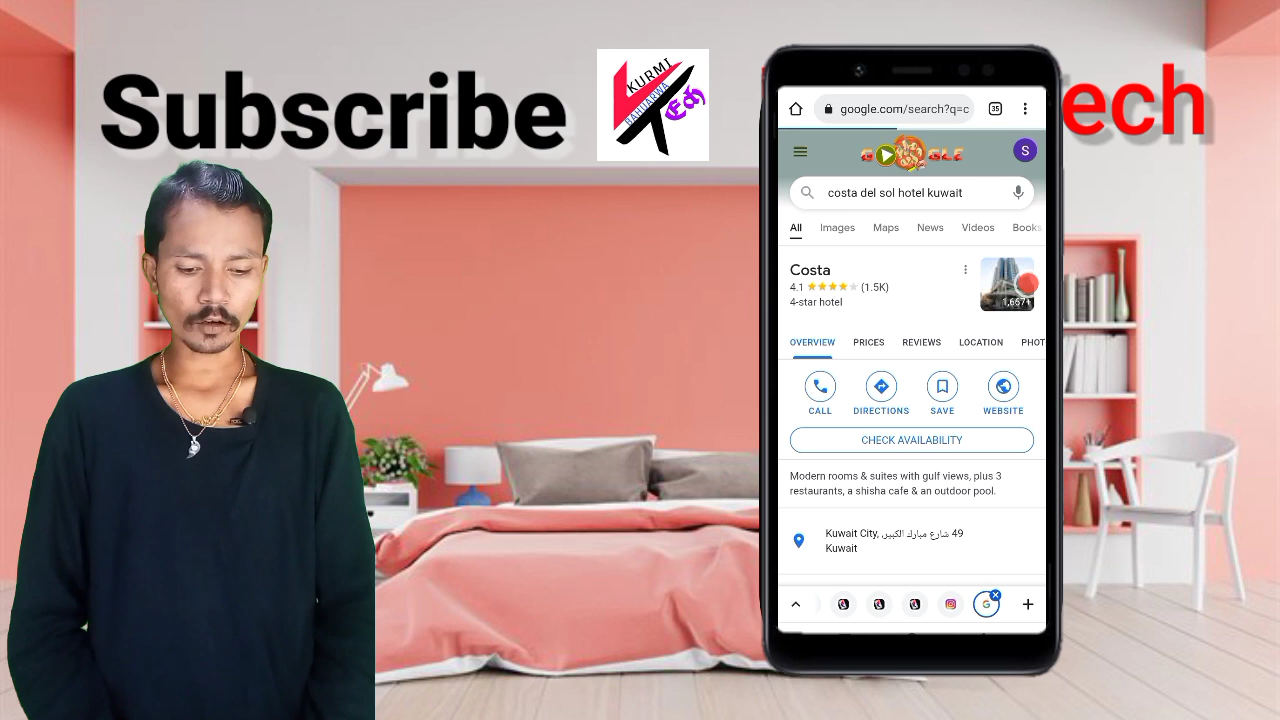 Subscribe
KURMI
ech
35
google.com/search?q=c
S
costa del sol hotel kuwait
All Images Maps News Videos Books
Costa
4.1 (1.5K)
4-star hotel
1,657+
OVERVIEW PRICES REVIEWS LOCATION PHOT
CALL DIRECTIONS SAVE WEBSITE
CHECK AVAILABILITY
Modern rooms & suites with gulf views, plus 3
restaurants, a shisha cafe & an outdoor pool.
Kuwait City, 49 شارع مبارك الكبير,
Kuwait